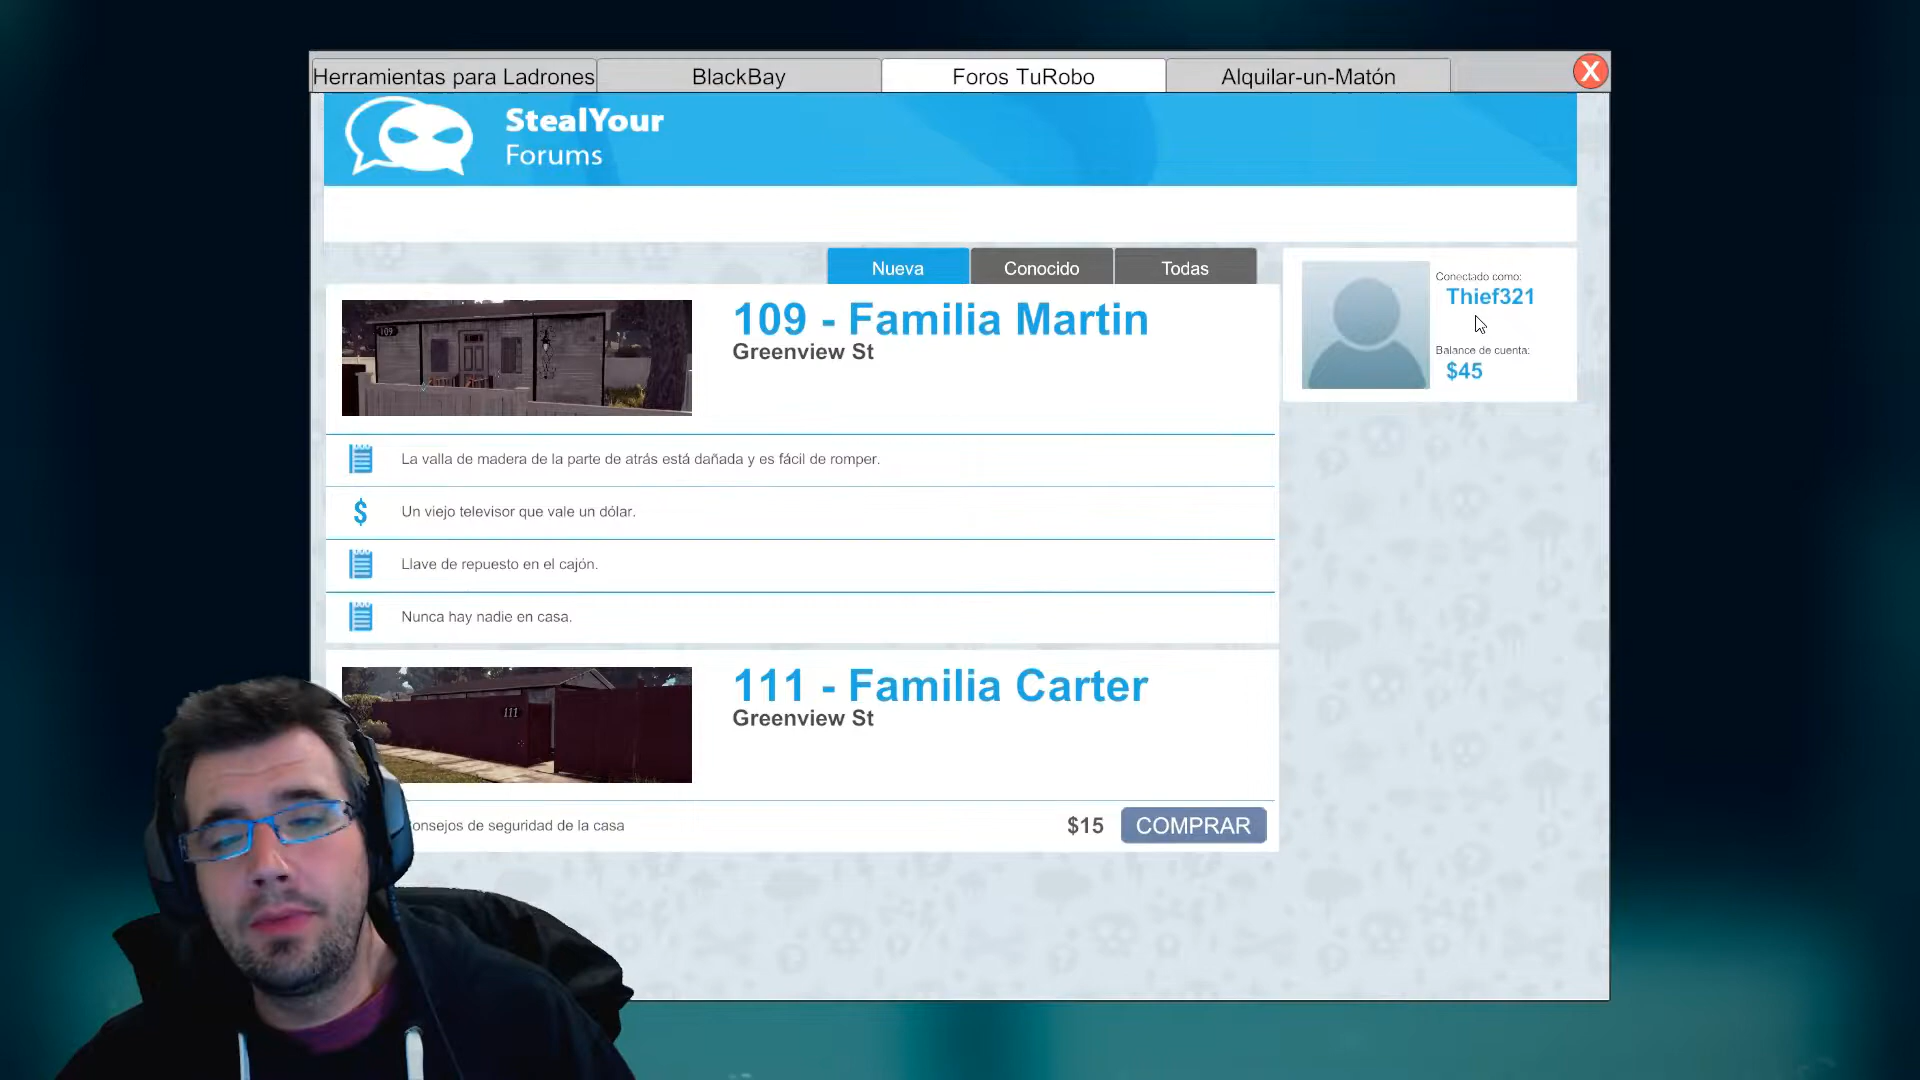 Herramientas para Ladrones
BlackBay
Foros TuRobo
Alquilar-un-Matón
X
StealYour
Forums
Nueva
Conocido
Todas
Conectado como:
Thief321
Balance de cuenta:
$45
109 - Familia Martin
Greenview St
109
La valla de madera de la parte de atrás está dañada y es fácil de romper.
$
Un viejo televisor que vale un dólar.
Llave de repuesto en el cajón.
Nunca hay nadie en casa.
111 - Familia Carter
Greenview St
111
onsejos de seguridad de la casa
$15
COMPRAR